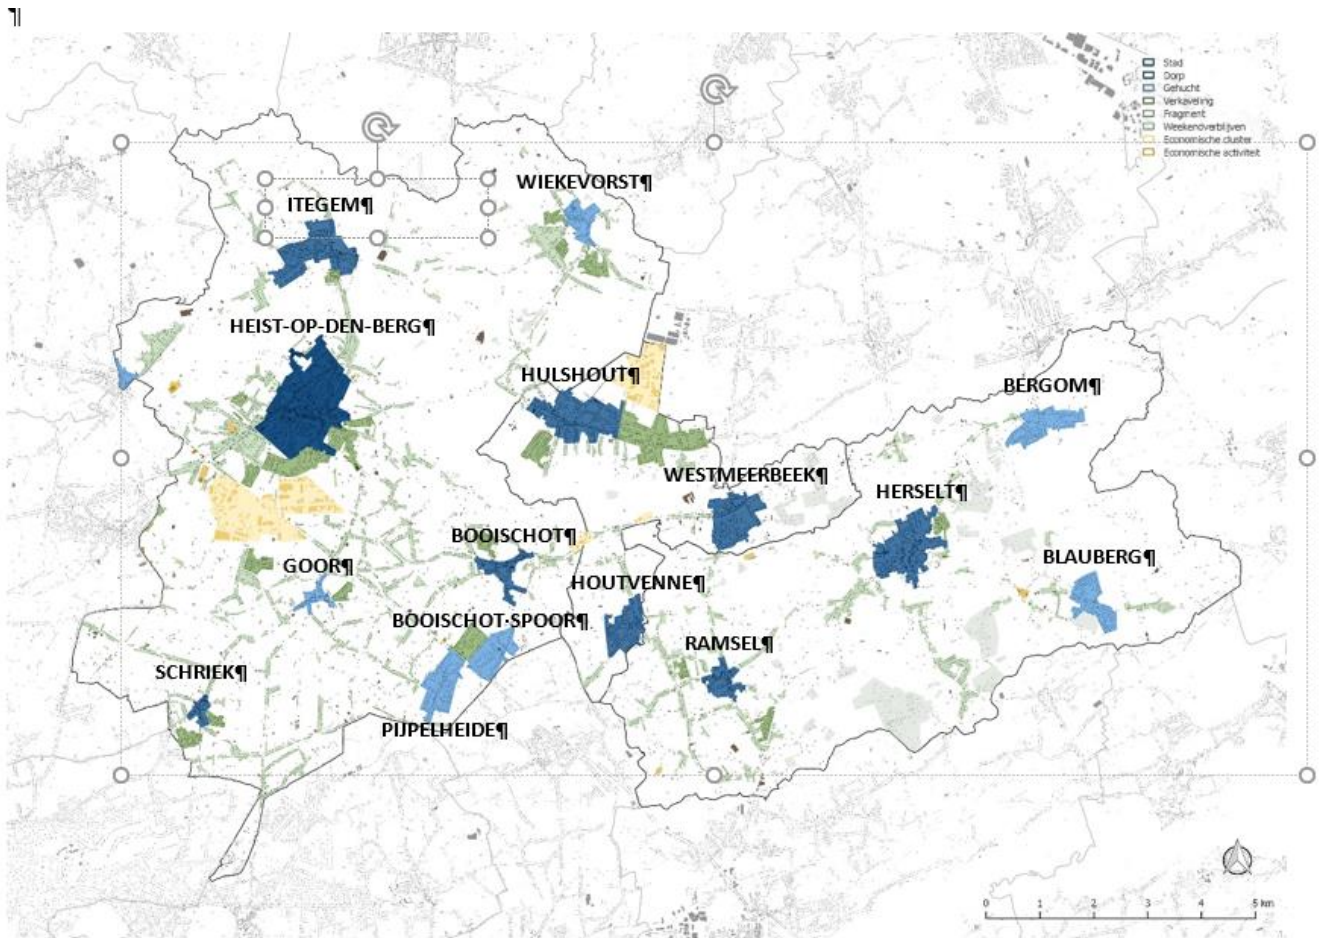 ¶
Stad
Dorp
Gehucht
Verkaveling
Fragment
Weekendverblijven
Economische cluster
Economische activiteit
WIEKEVORST¶
ITEGEM¶
HEIST-OP-DEN-BERG¶
HULSHOUT¶
BERGOM¶
WESTMEERBEEK¶
HERSELT¶
BOOISCHOT¶
GOOR¶
HOUTVENNE¶
BLAUBERG¶
BOOISCHOT·SPOOR¶
RAMSEL¶
SCHRIEK¶
PIJPELHEIDE¶
0 1 2 3 4 5 km